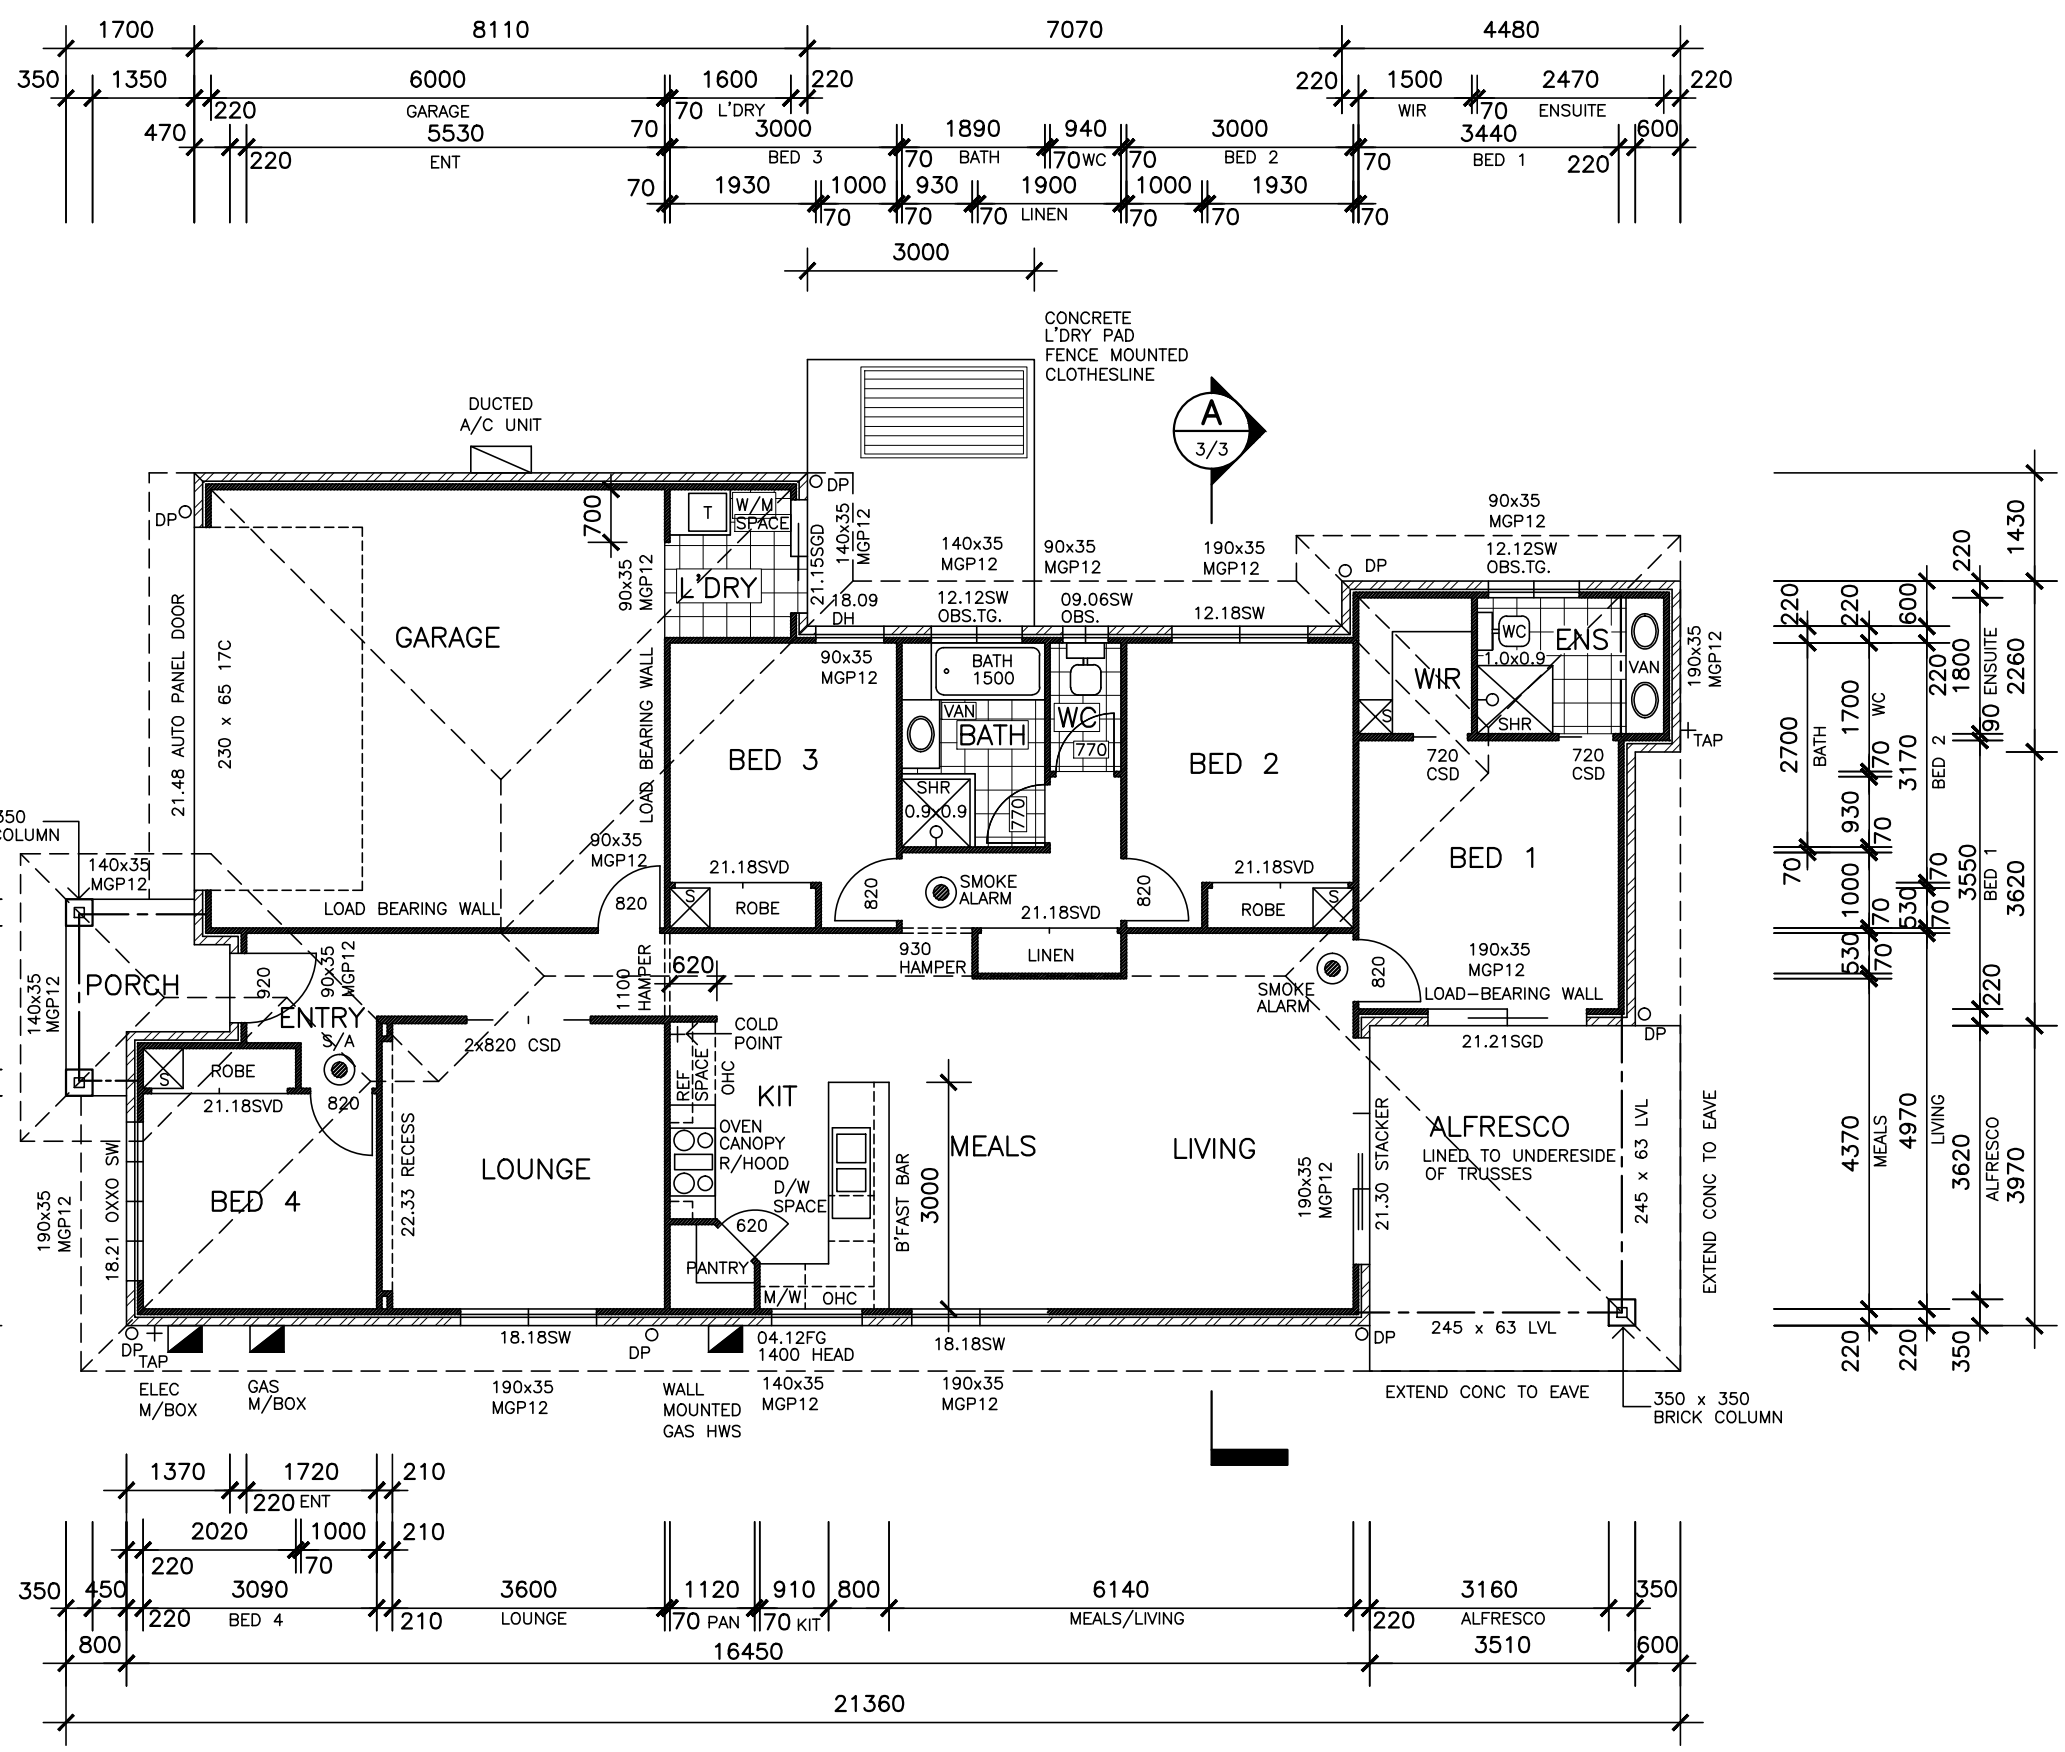 1700 8110 7070 4480
350 1350 6000 1600 220 220 1500 2470 220
220 GARAGE 70 L'DRY WIR 70 ENSUITE
470 5530 70 3000 1890 940 3000 3440 600
220 ENT BED 3 70 BATH 70 WC 70 BED 2 70 BED 1 220
70 1930 1000 930 1900 1000 1930
70 70 70 LINEN 70 70 70
3000
CONCRETE
L'DRY PAD
FENCE MOUNTED
CLOTHESLINE
A
3/3
DUCTED
A/C UNIT
DP
DP
700
T
W/M
SPACE
L'DRY
21.15SGD
140x35
MGP12
140x35
MGP12
90x35
MGP12
190x35
MGP12
90x35
MGP12
12.12SW
OBS.TG.
DP
18.09
DH
12.12SW
OBS.TG.
09.06SW
OBS.
12.18SW
21.48 AUTO PANEL DOOR
230 x 65 17C
GARAGE
90x35
MGP12
LOAD BEARING WALL
90x35
MGP12
BATH
1500
VAN
BATH
WC
770
770
SHR
0.9x0.9
BED 3
BED 2
WIR
S
WC
1.0x0.9
ENS
VAN
SHR
190x35
MGP12
TAP
720
CSD
720
CSD
BED 1
350
COLUMN
140x35
MGP12
90x35
MGP12
LOAD BEARING WALL
820
21.18SVD
S
ROBE
820
SMOKE
ALARM
820
21.18SVD
LINEN
21.18SVD
ROBE
S
930
HAMPER
PORCH
140x35
MGP12
920
90x35
MGP12
ENTRY
S/A
1100
HAMPER
620
SMOKE
ALARM
820
190x35
MGP12
LOAD-BEARING WALL
21.21SGD
DP
COLD
POINT
2x820 CSD
S
ROBE
21.18SVD
820
REF
SPACE
OHC
KIT
OVEN
CANOPY
R/HOOD
D/W
SPACE
620
PANTRY
M/W
OHC
B'FAST BAR
3000
MEALS
LIVING
ALFRESCO
LINED TO UNDERESIDE
OF TRUSSES
22.33 RECESS
LOUNGE
BED 4
18.21 OXXO SW
190x35
MGP12
190x35
MGP12
21.30 STACKER
245 x 63 LVL
EXTEND CONC TO EAVE
245 x 63 LVL
DP
TAP
18.18SW
DP
04.12FG
1400 HEAD
18.18SW
DP
ELEC
M/BOX
GAS
M/BOX
190x35
MGP12
WALL
MOUNTED
GAS HWS
140x35
MGP12
190x35
MGP12
EXTEND CONC TO EAVE
350 x 350
BRICK COLUMN
220
2700
BATH
70
220
1700
WC
70
930
70
1000
70
530
70
4370
MEALS
220
600
220
3170
BED 2
70
530
70
4970
LIVING
220
220
1800
ENSUITE
90
3550
BED 1
220
3620
ALFRESCO
350
1430
2260
3620
3970
1370 1720 210
220 ENT
2020 1000 210
220 70
350 450 3090 3600 1120 910 800 6140 3160 350
220 BED 4 210 LOUNGE 70 PAN 70 KIT MEALS/LIVING 220 ALFRESCO
800 16450 3510 600
21360